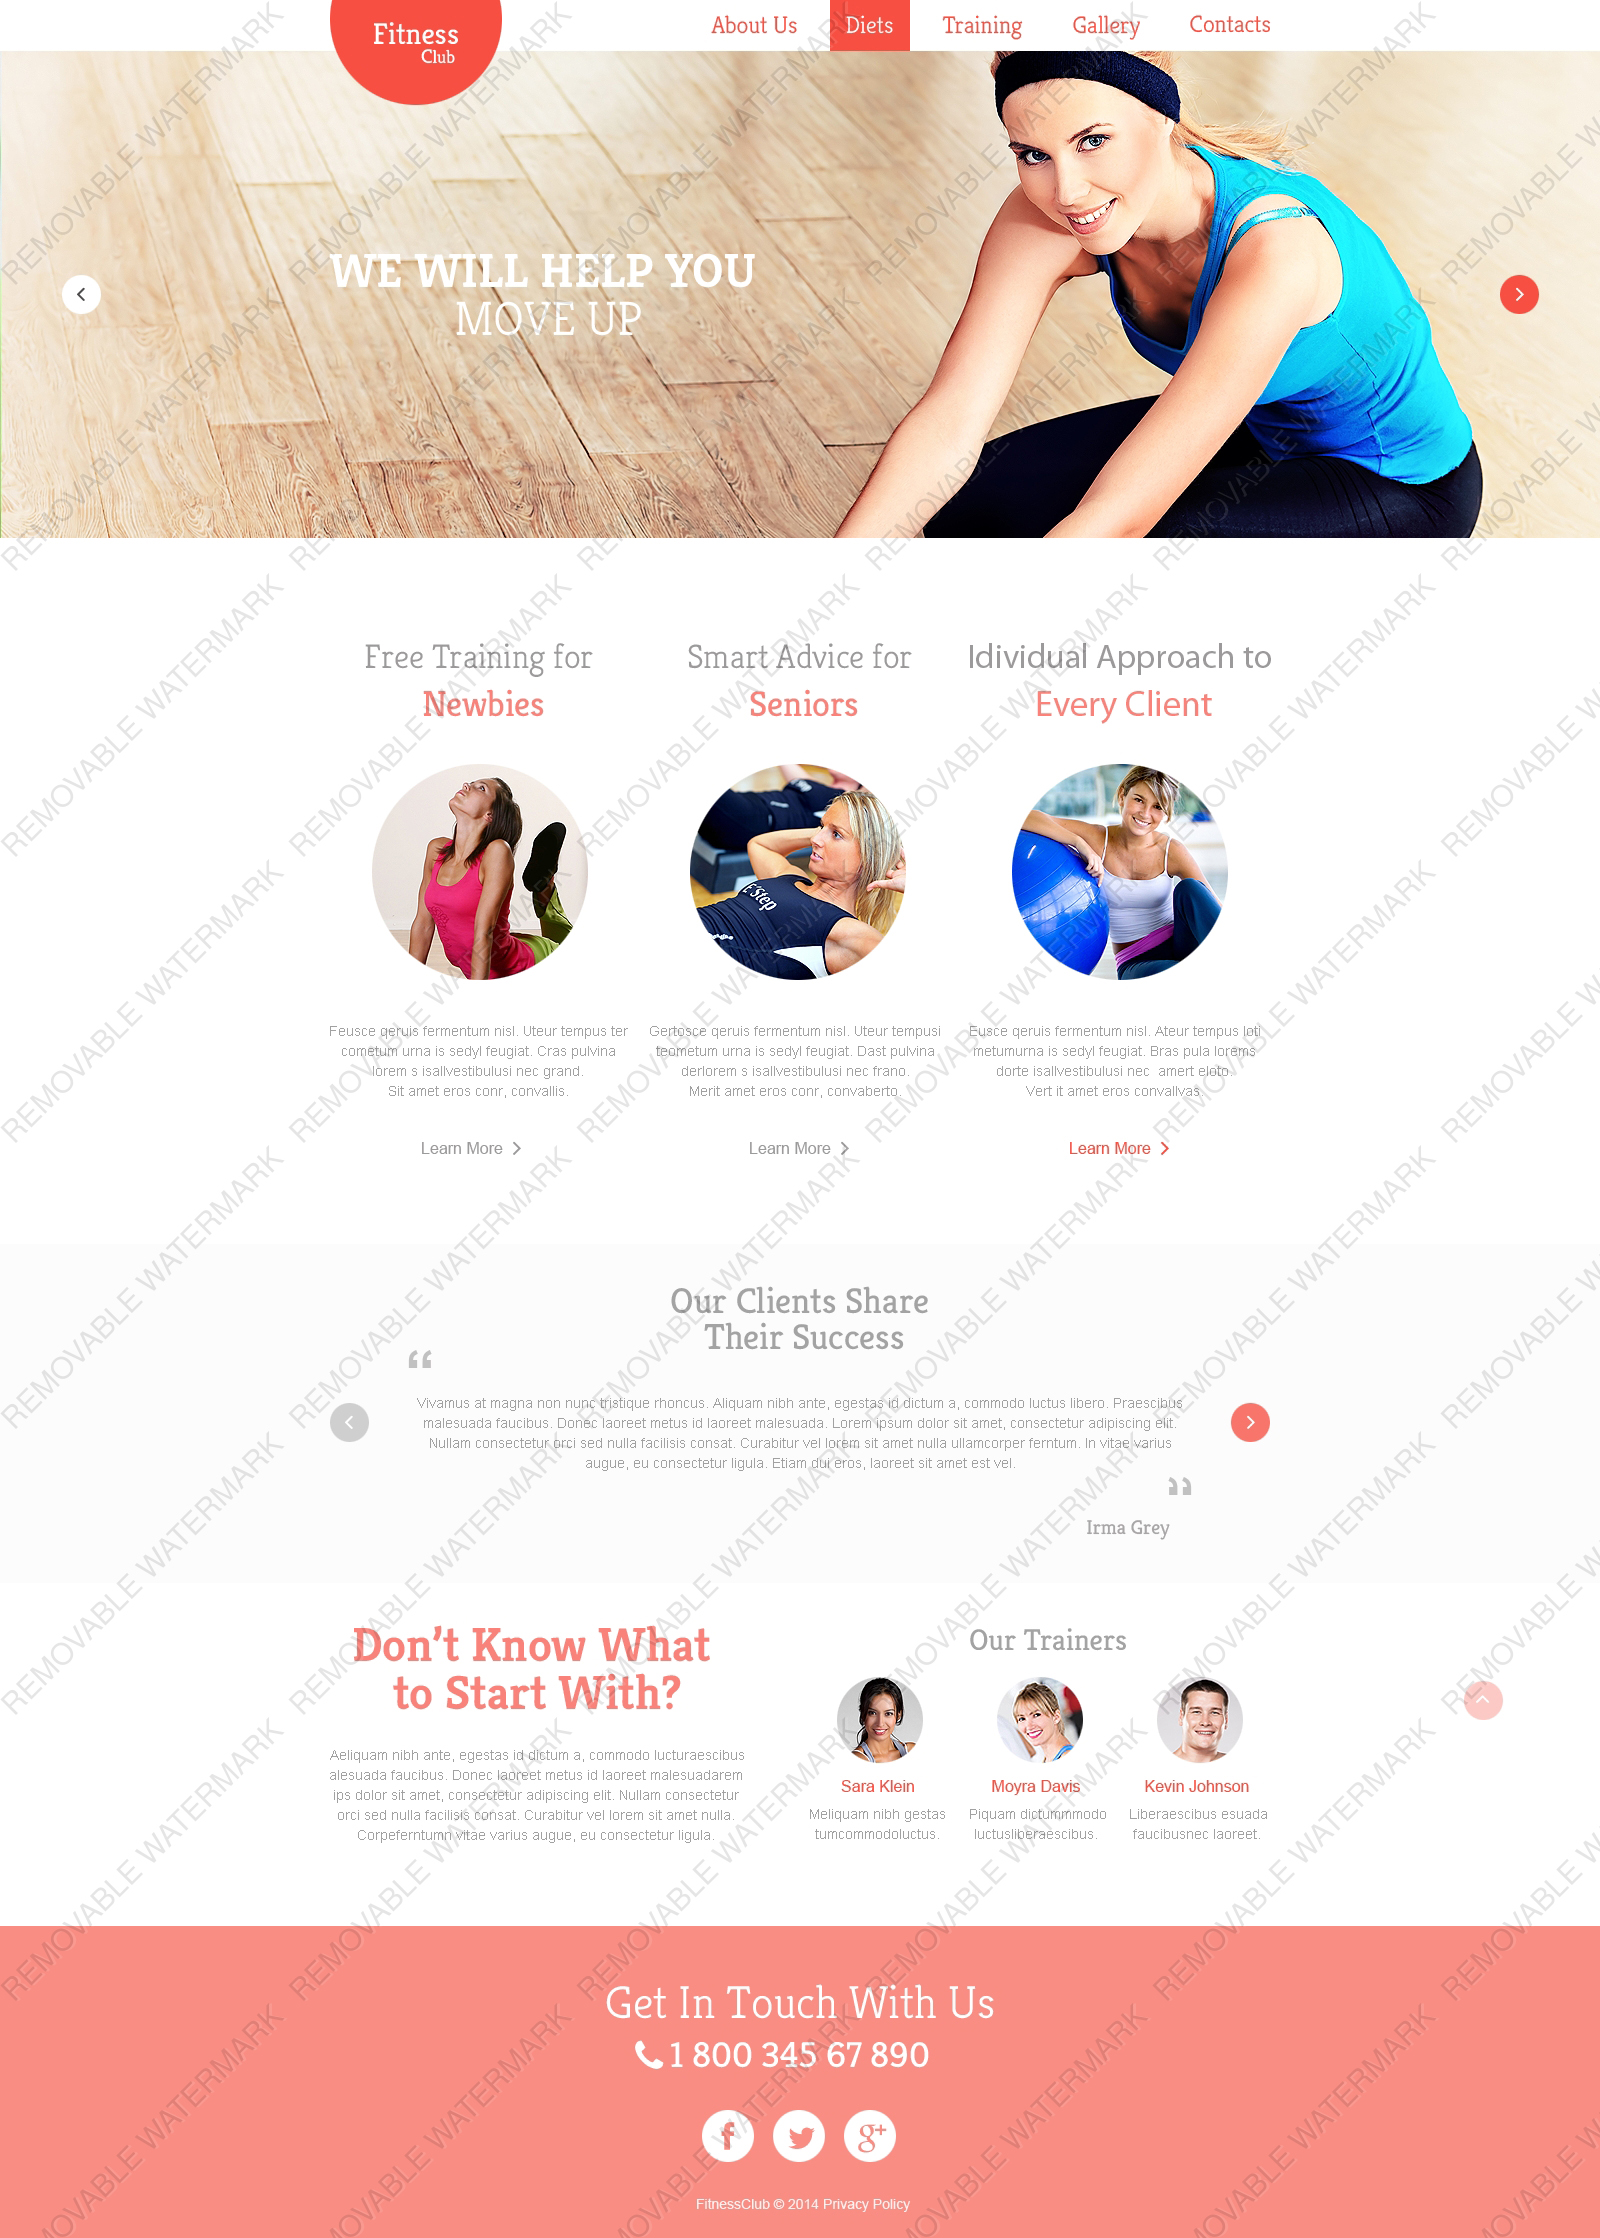 Fitness
Club
About Us
Diets
Training
Gallery
Contacts
WE WILL HELP YOU
MOVE UP
Free Training for
Newbies
Smart Advice for
Seniors
Idividual Approach to
Every Client
E'Step
Feusce qeruis fermentum nisl. Uteur tempus ter
cometum urna is sedyl feugiat. Cras pulvina
lorem s isallvestibulusi nec grand.
Sit amet eros conr, convallis.
Gertosce qeruis fermentum nisl. Uteur tempusi
teometum urna is sedyl feugiat. Dast pulvina
derlorem s isallvestibulusi nec frano.
Merit amet eros conr, convaberto.
Eusce qeruis fermentum nisl. Ateur tempus loti
metumurna is sedyl feugiat. Bras pula lorems
dorte isallvestibulusi nec amert eloto.
Vert it amet eros convallvas.
Learn More
Learn More
Learn More
Our Clients Share
Their Success
“
Vivamus at magna non nunc tristique rhoncus. Aliquam nibh ante, egestas id dictum a, commodo luctus libero. Praescibus
malesuada faucibus. Donec laoreet metus id laoreet malesuada. Lorem ipsum dolor sit amet, consectetur adipiscing elit.
Nullam consectetur orci sed nulla facilisis consat. Curabitur vel lorem sit amet nulla ullamcorper ferntum. In vitae varius
augue, eu consectetur ligula. Etiam dui eros, laoreet sit amet est vel.
”
Irma Grey
Don’t Know What
to Start With?
Aeliquam nibh ante, egestas id dictum a, commodo lucturaescibus
alesuada faucibus. Donec laoreet metus id laoreet malesuadarem
ips dolor sit amet, consectetur adipiscing elit. Nullam consectetur
orci sed nulla facilisis consat. Curabitur vel lorem sit amet nulla.
Corpeferntumn vitae varius augue, eu consectetur ligula.
Our Trainers
Sara Klein
Meliquam nibh gestas
tumcommodoluctus.
Moyra Davis
Piquam dictummmodo
luctusliberaescibus.
Kevin Johnson
Liberaescibus esuada
faucibusnec laoreet.
Get In Touch With Us
1 800 345 67 890
f
g+
FitnessClub © 2014 Privacy Policy
REMOVABLE WATERMARK